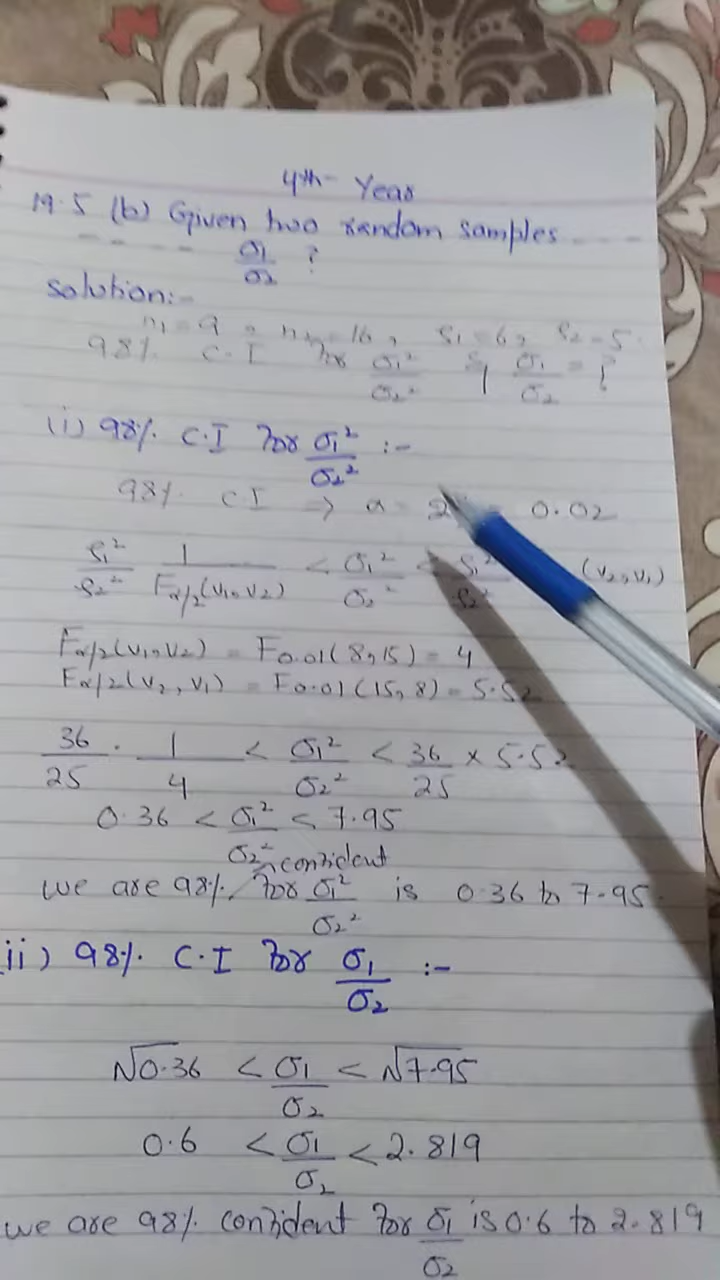 4th- Year
19.5 (b) Given two random samples ----
- - - - - σ₁/σ₂ ?
Solution:-
n₁ = 9, n₂ = 16, S₁ = 6, S₂ = 5
98% C.I for σ₁²/σ₂² & σ₁/σ₂ = ?
(i) 98% C.I for σ₁²/σ₂² :-
98% CI ⇒ α = 0.02
S₁²/S₂² 1/Fα/2(v₁,v₂) < σ₁²/σ₂² < S₁²/S₂² (v₂,v₁)
Fα/2(v₁,v₂) = F0.01(8,15) = 4
Fα/2(v₂,v₁) = F0.01(15,8) = 5.52
36/25 · 1/4 < σ₁²/σ₂² < 36/25 × 5.52
0.36 < σ₁²/σ₂² < 7.95
we are 98% confident for σ₁²/σ₂² is 0.36 to 7.95.
ii) 98% C.I for σ₁/σ₂ :-
√0.36 < σ₁/σ₂ < √7.95
0.6 < σ₁/σ₂ < 2.819
we are 98% confident for σ₁/σ₂ is 0.6 to 2.819